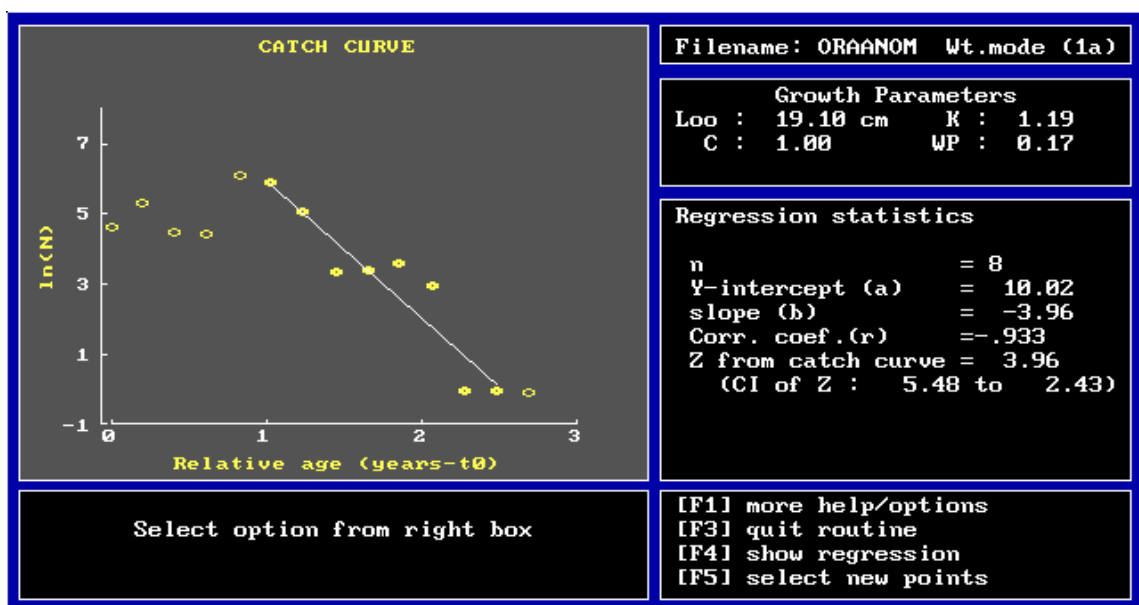 CATCH CURVE
7
5
3
1
-1
ln(N)
0 1 2 3
Relative age (years-t0)
Select option from right box
Filename: ORAANOM Wt.mode (1a)
Growth Parameters
Loo : 19.10 cm K : 1.19
C : 1.00 WP : 0.17
Regression statistics
n = 8
Y-intercept (a) = 10.02
slope (b) = -3.96
Corr. coef.(r) =-.933
Z from catch curve = 3.96
(CI of Z : 5.48 to 2.43)
[F1] more help/options
[F3] quit routine
[F4] show regression
[F5] select new points